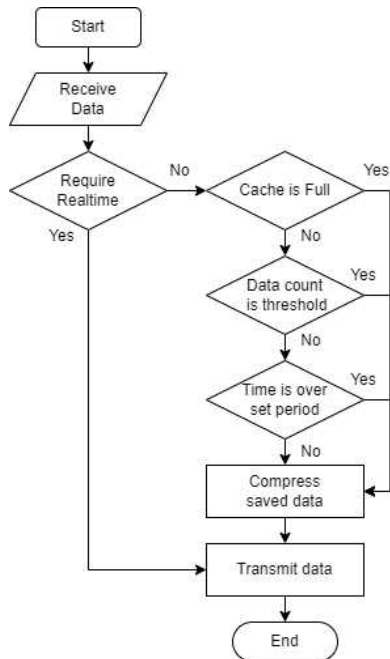 Start
Receive
Data
Require
Realtime
No
Yes
Cache is Full
Yes
No
Data count
is threshold
Yes
No
Time is over
set period
Yes
No
Compress
saved data
Transmit data
End